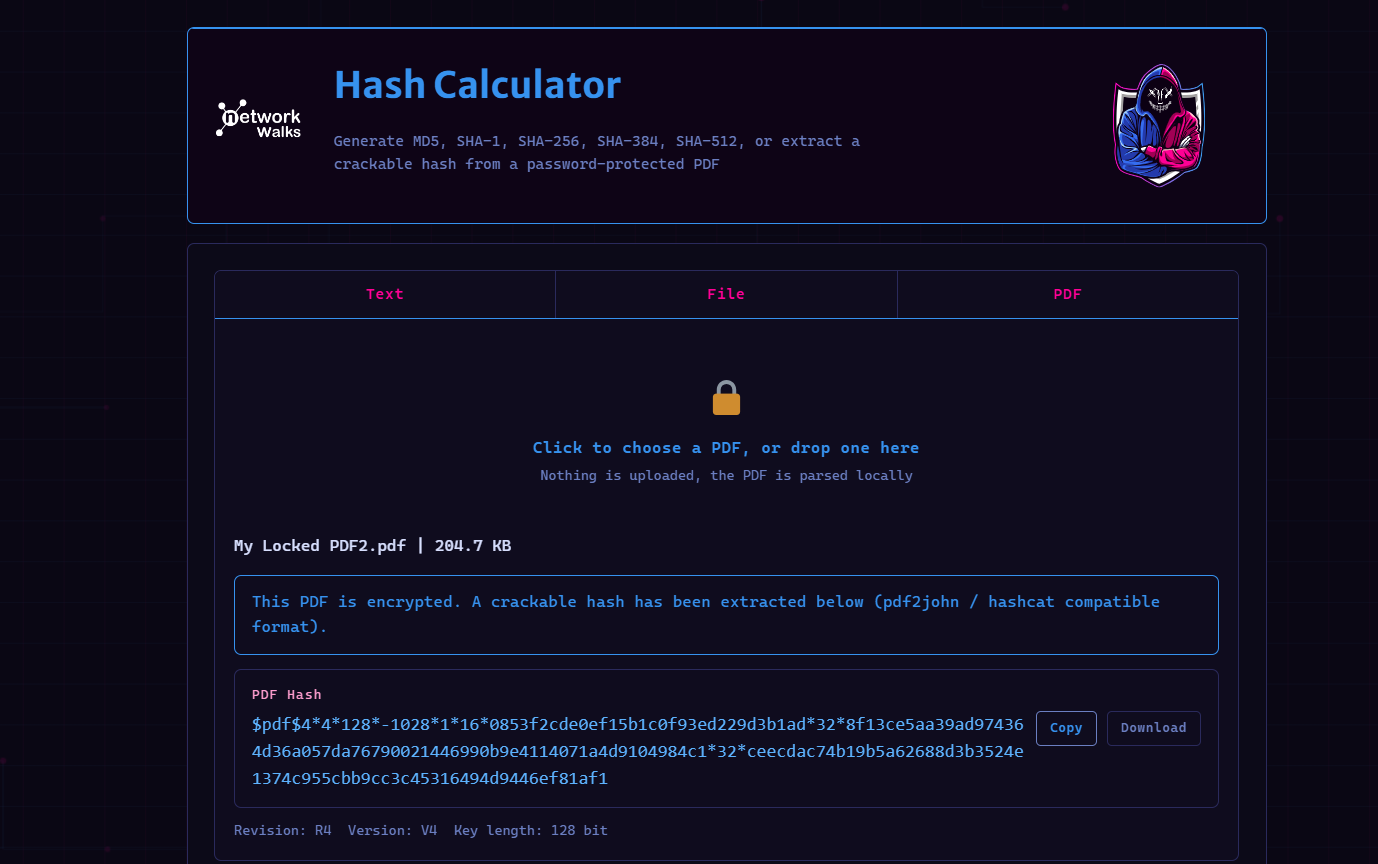 network
Walks
Hash Calculator
Generate MD5, SHA-1, SHA-256, SHA-384, SHA-512, or extract a
crackable hash from a password-protected PDF
Text
File
PDF
Click to choose a PDF, or drop one here
Nothing is uploaded, the PDF is parsed locally
My Locked PDF2.pdf | 204.7 KB
This PDF is encrypted. A crackable hash has been extracted below (pdf2john / hashcat compatible
format).
PDF Hash
$pdf$4*4*128*-1028*1*16*0853f2cde0ef15b1c0f93ed229d3b1ad*32*8f13ce5aa39ad97436
4d36a057da76790021446990b9e4114071a4d9104984c1*32*ceecdac74b19b5a62688d3b3524e
1374c955cbb9cc3c45316494d9446ef81af1
Copy
Download
Revision: R4 Version: V4 Key length: 128 bit